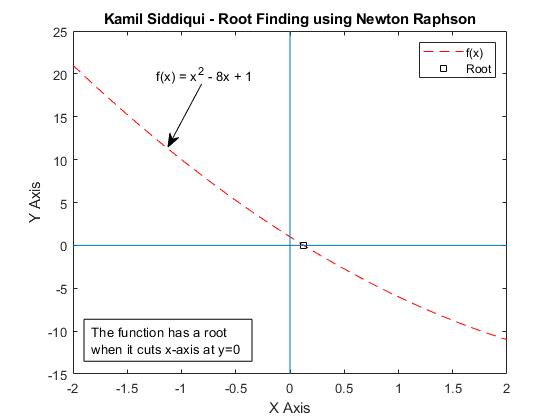 Kamil Siddiqui - Root Finding using Newton Raphson
25
20
15
10
5
0
-5
-10
-15
Y Axis
f(x) = x² - 8x + 1
f(x)
Root
The function has a root
when it cuts x-axis at y=0
-2 -1.5 -1 -0.5 0 0.5 1 1.5 2
X Axis